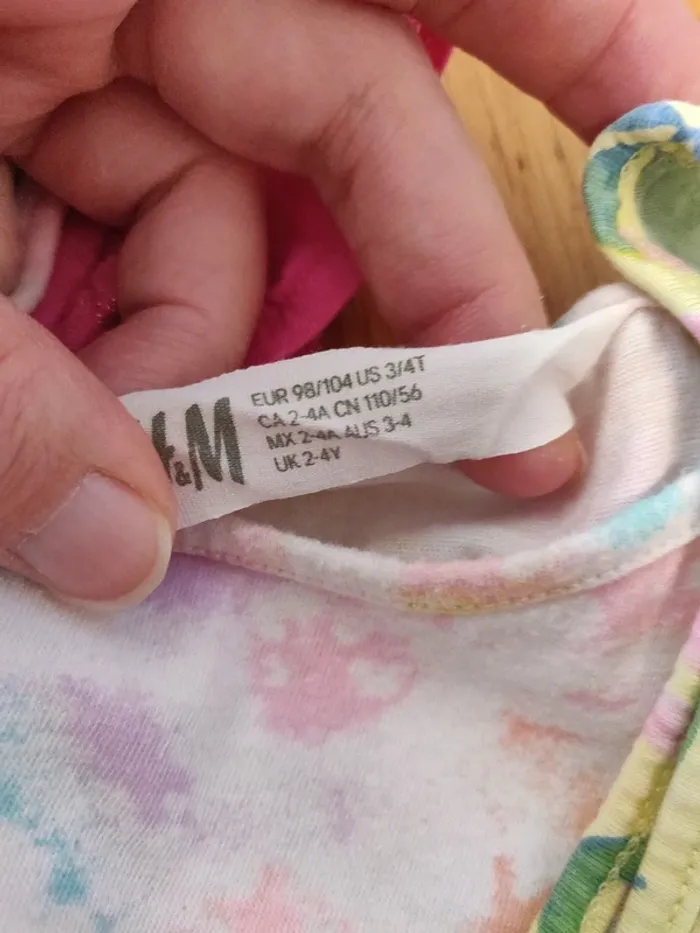 H&M
EUR 98/104 US 3/4T
CA 2-4A CN 110/56
MX 2-4A AUS 3-4
UK 2-4Y